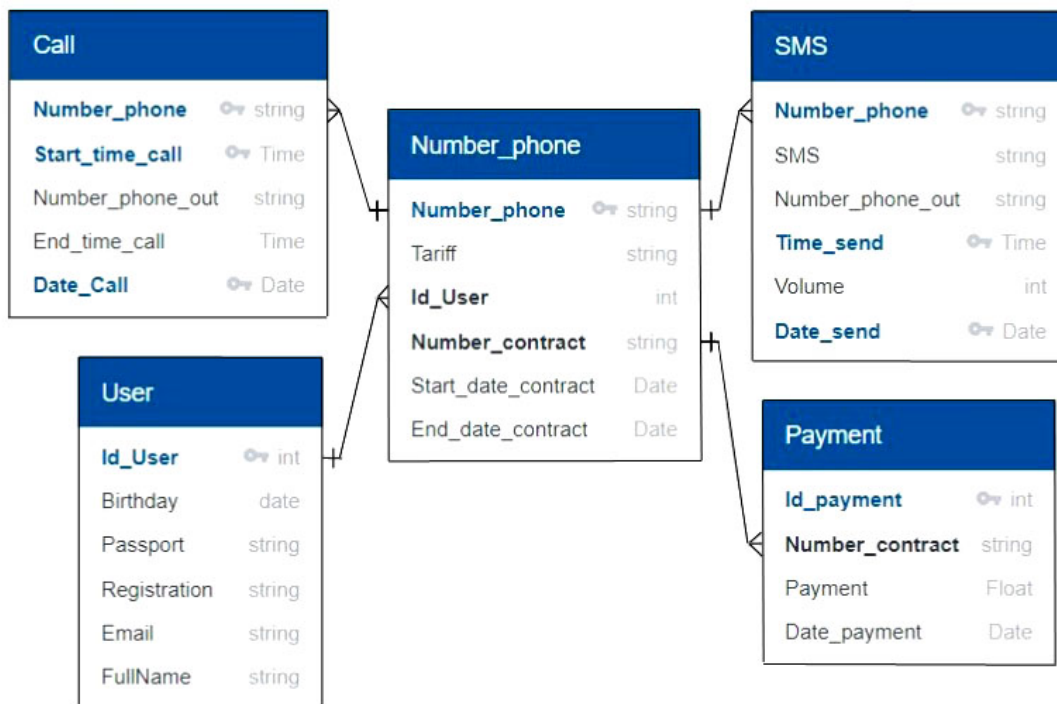 Call
Number_phone string
Start_time_call Time
Number_phone_out string
End_time_call Time
Date_Call Date
User
Id_User int
Birthday date
Passport string
Registration string
Email string
FullName string
Number_phone
Number_phone string
Tariff string
Id_User int
Number_contract string
Start_date_contract Date
End_date_contract Date
SMS
Number_phone string
SMS string
Number_phone_out string
Time_send Time
Volume int
Date_send Date
Payment
Id_payment int
Number_contract string
Payment Float
Date_payment Date